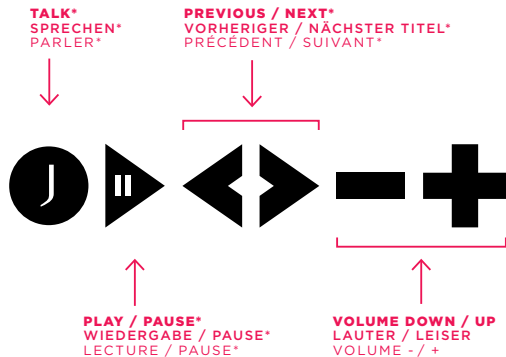 TALK*
SPRECHEN*
PARLER*
PREVIOUS / NEXT*
VORHERIGER / NÄCHSTER TITEL*
PRÉCÉDENT / SUIVANT*
J
PLAY / PAUSE*
WIEDERGABE / PAUSE*
LECTURE / PAUSE*
VOLUME DOWN / UP
LAUTER / LEISER
VOLUME - / +